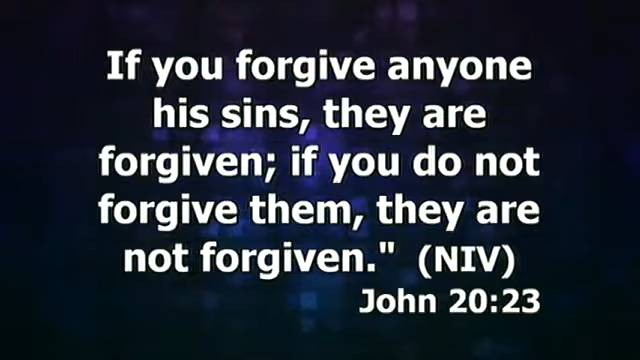 If you forgive anyone
his sins, they are
forgiven; if you do not
forgive them, they are
not forgiven." (NIV)
John 20:23